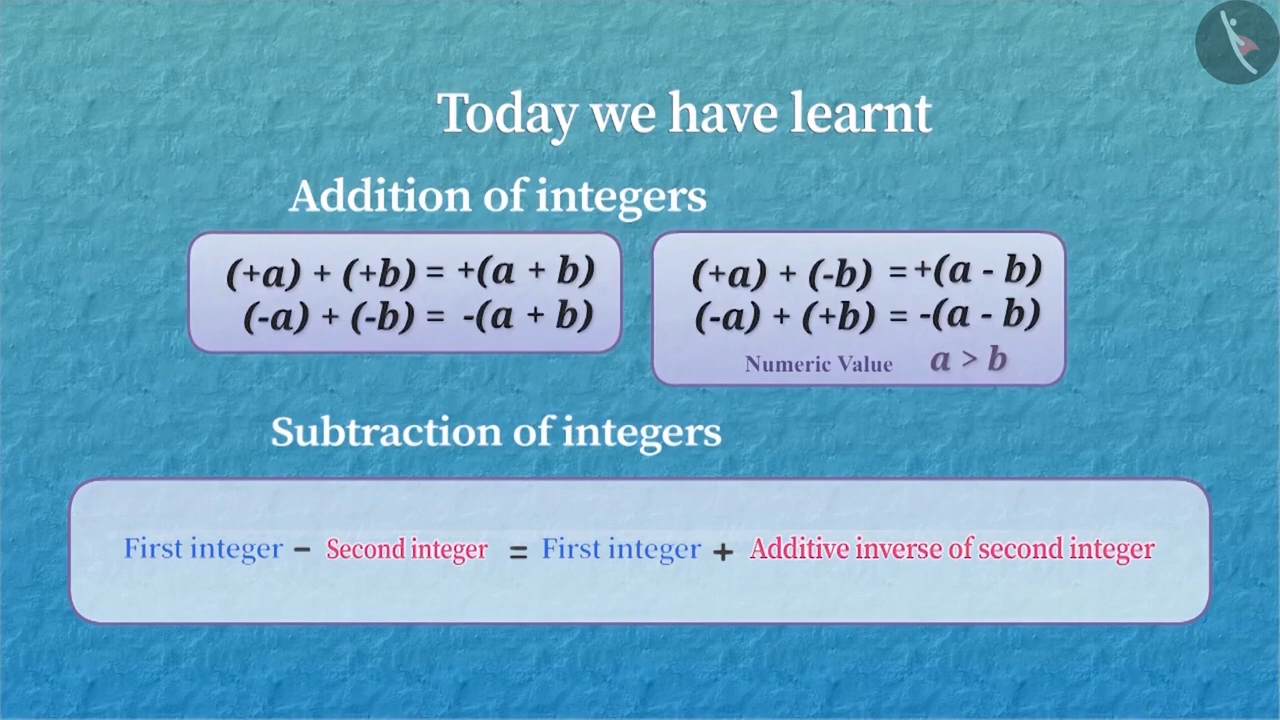 Today we have learnt
Addition of integers
(+a) + (+b) = +(a + b)
(-a) + (-b) = -(a + b)
(+a) + (-b) = +(a - b)
(-a) + (+b) = -(a - b)
Numeric Value a > b
Subtraction of integers
First integer - Second integer = First integer + Additive inverse of second integer